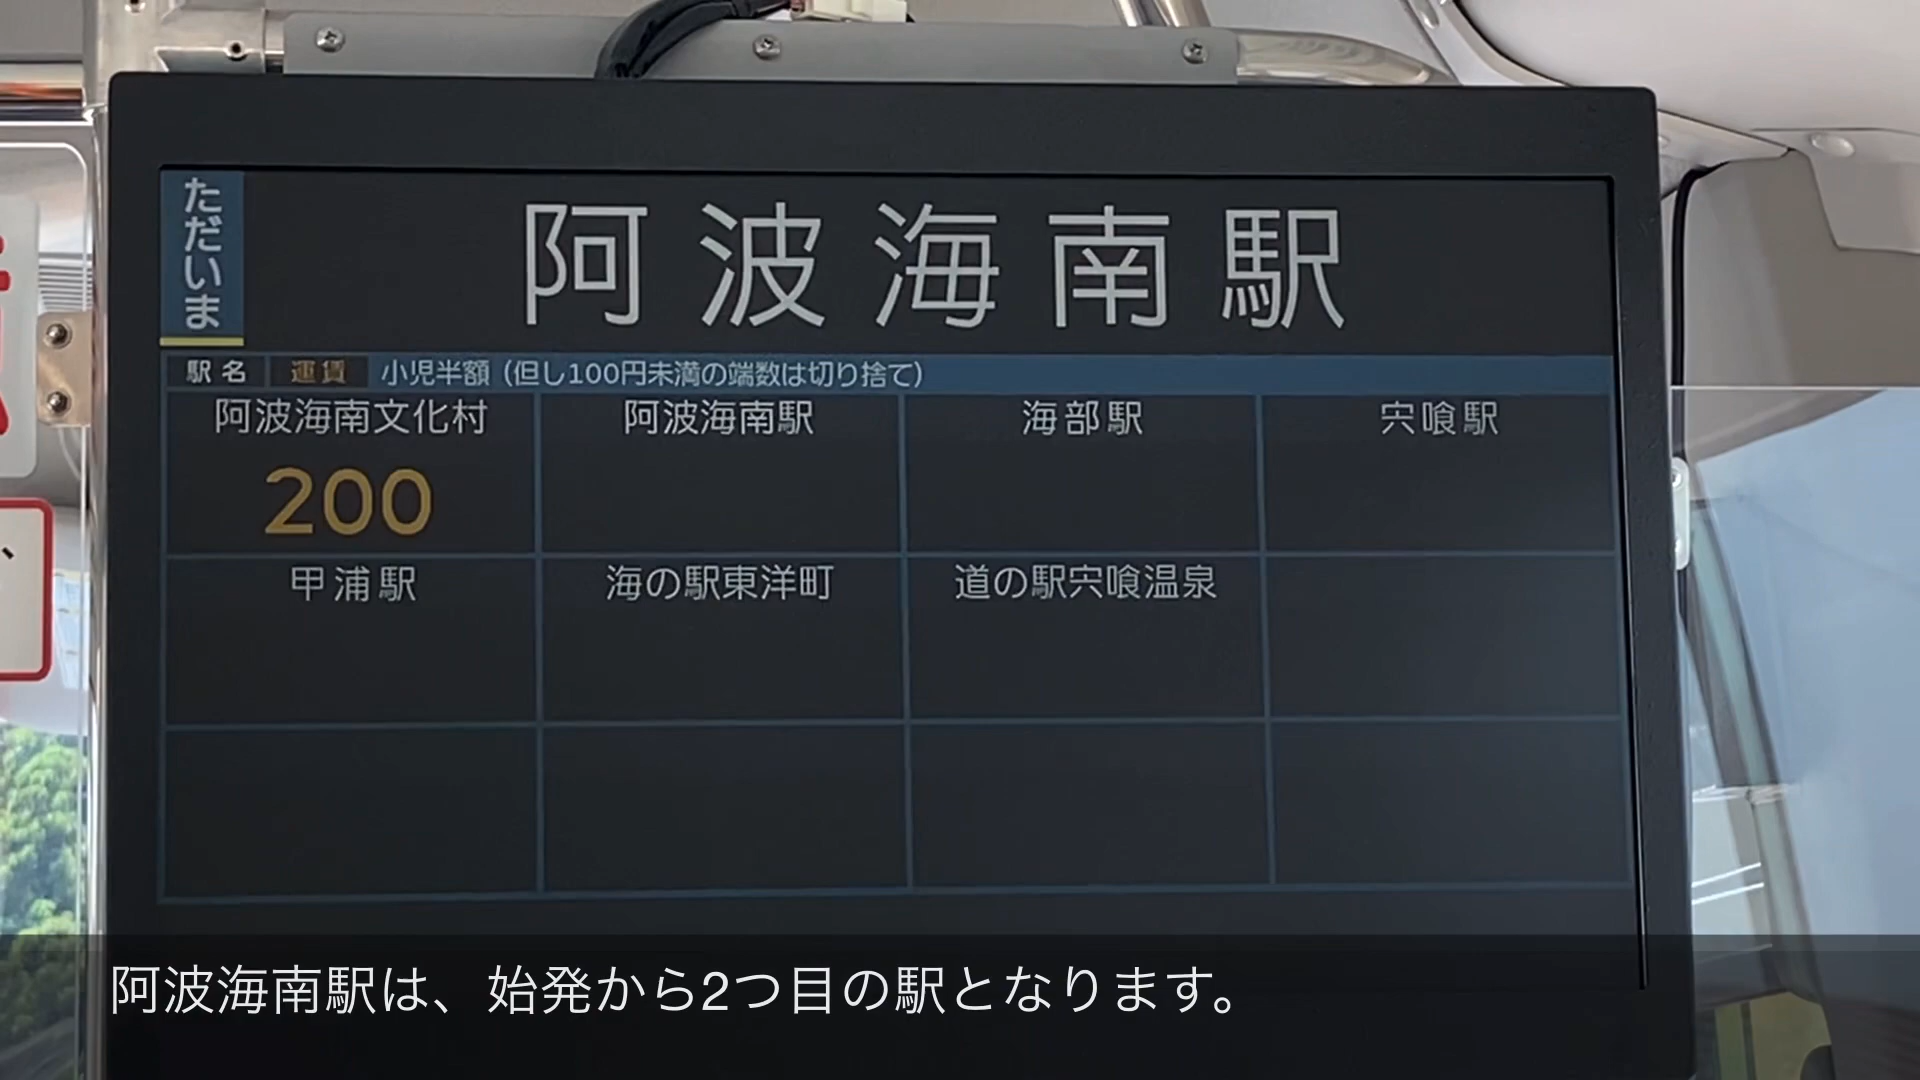 ただいま
阿波海南駅
駅名 運賃 小児半額（但し100円未満の端数は切り捨て）
阿波海南文化村 阿波海南駅 海部駅 宍喰駅
200
甲浦駅 海の駅東洋町 道の駅宍喰温泉
阿波海南駅は、始発から2つ目の駅となります。